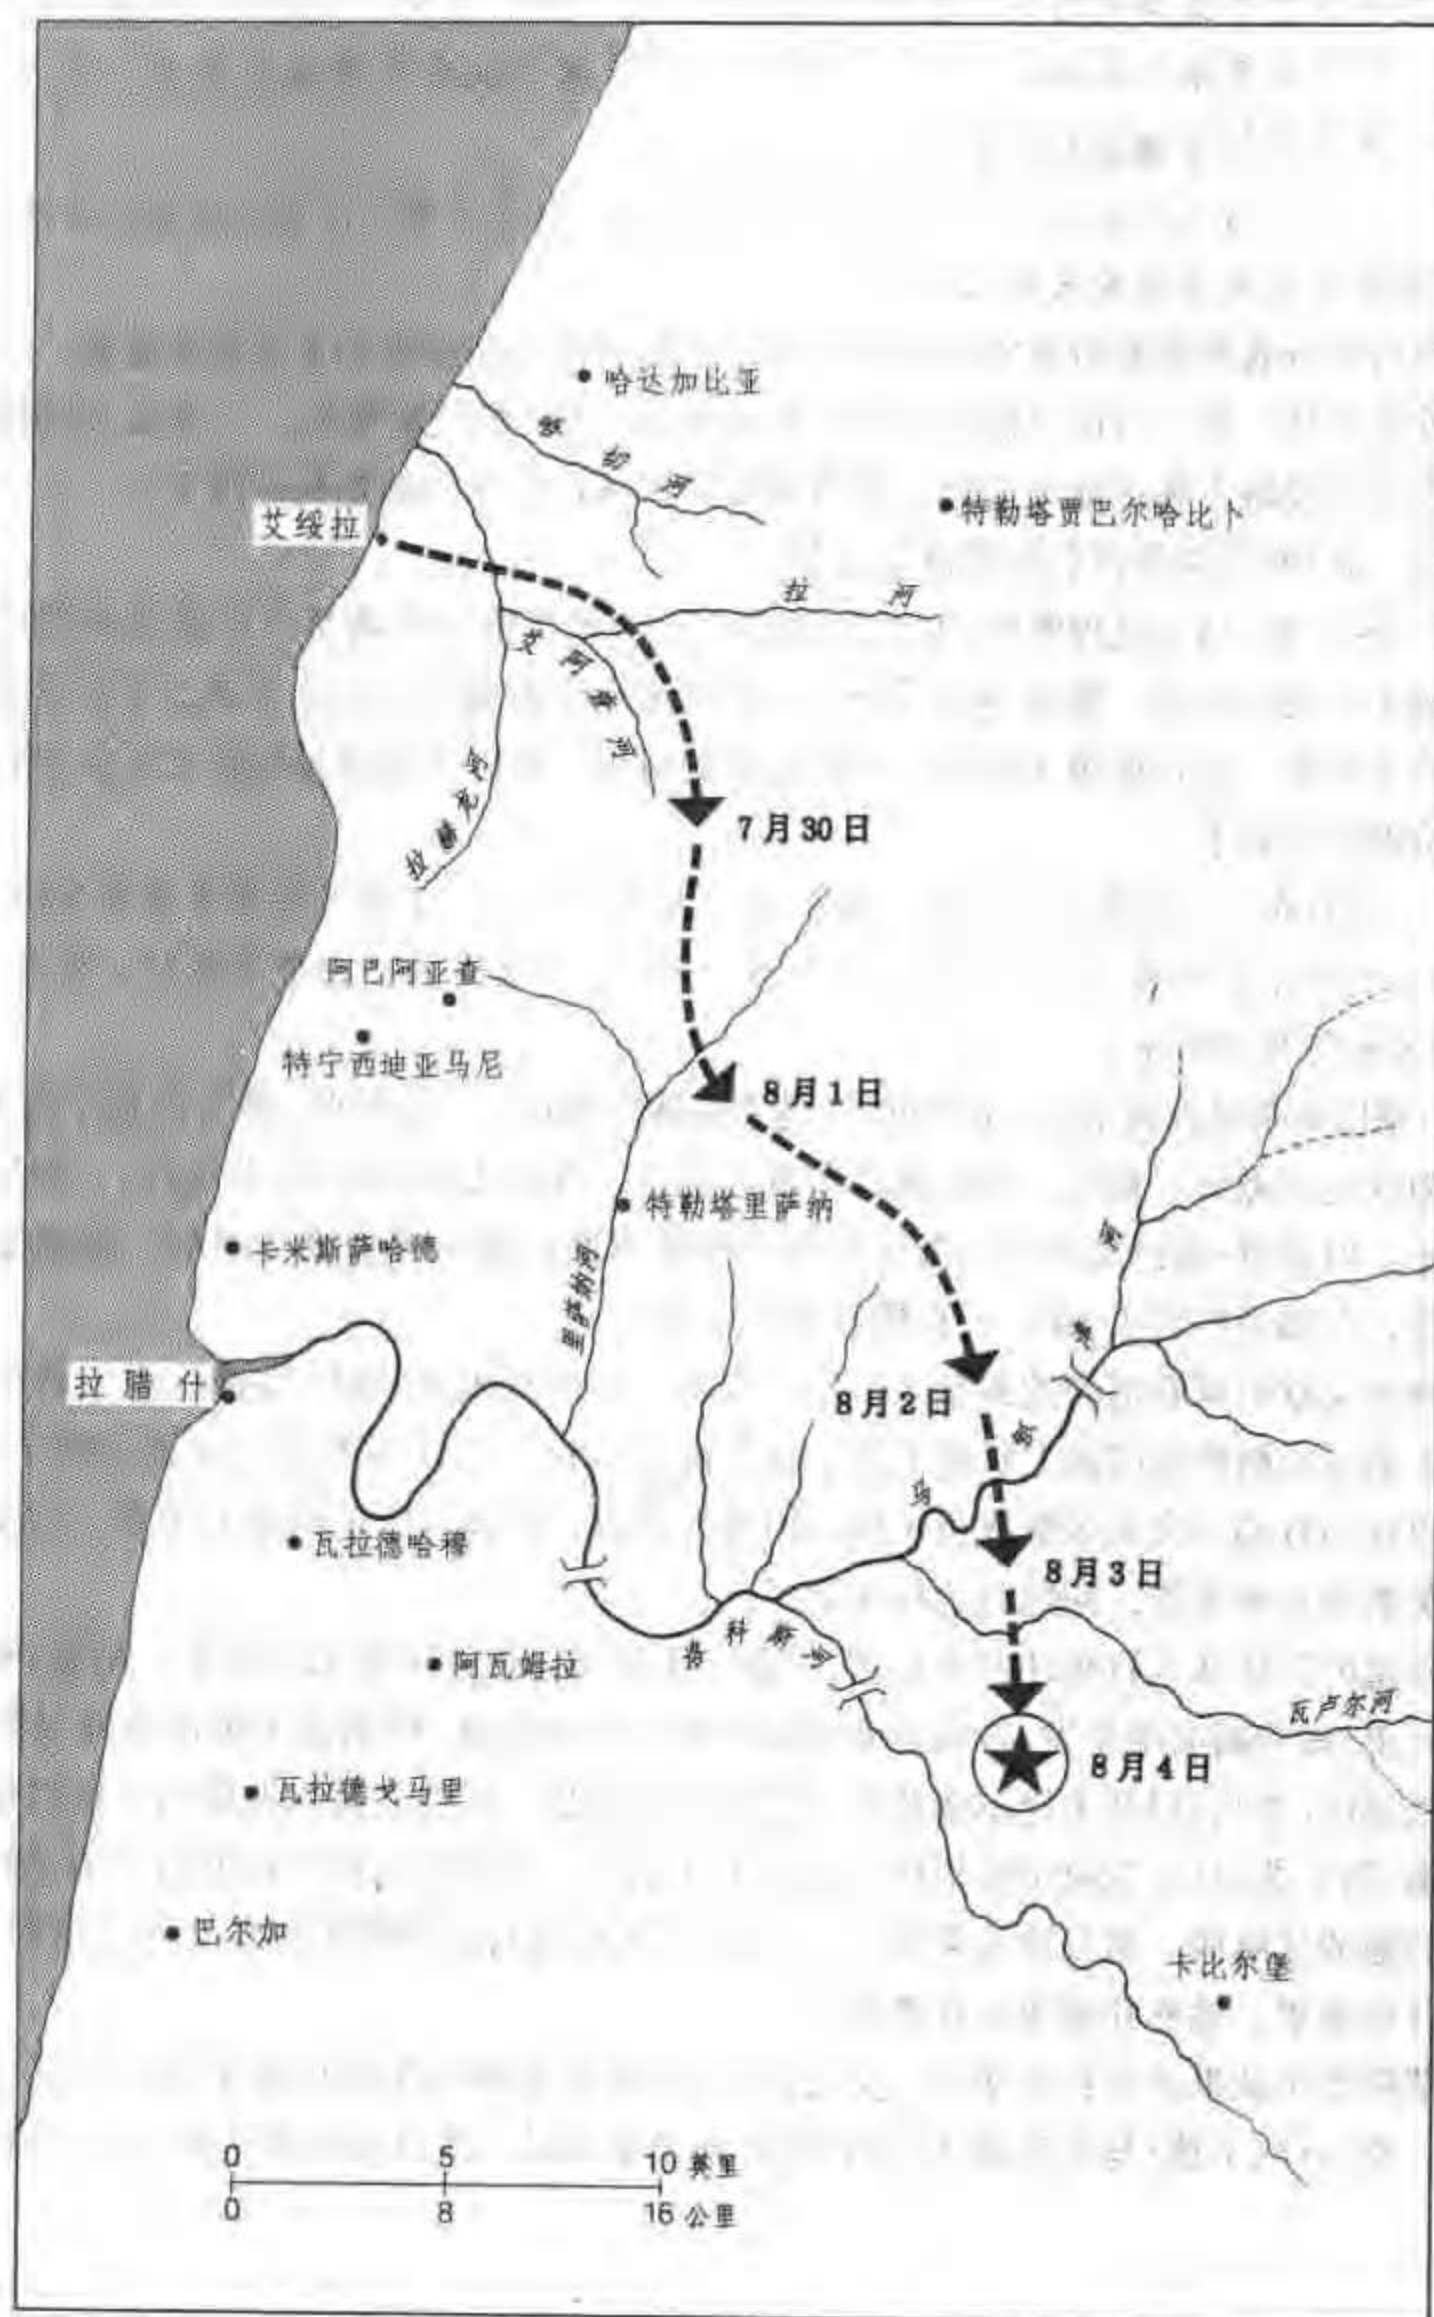 哈达加比亚
艾绥拉
特勒塔贾巴尔哈比卜
拉河
艾阿萨河
拉赫尤河
7月30日
阿巴阿亚查
特宁西迪亚马尼
8月1日
特勒塔里萨纳
卡米斯萨哈德
里萨纳河
拉腊什
8月2日
瓦拉德哈穆
8月3日
阿瓦姆拉
瓦卢尔河
8月4日
瓦拉德戈马里
巴尔加
卡比尔堡
0 5 10 英里
0 8 16 公里